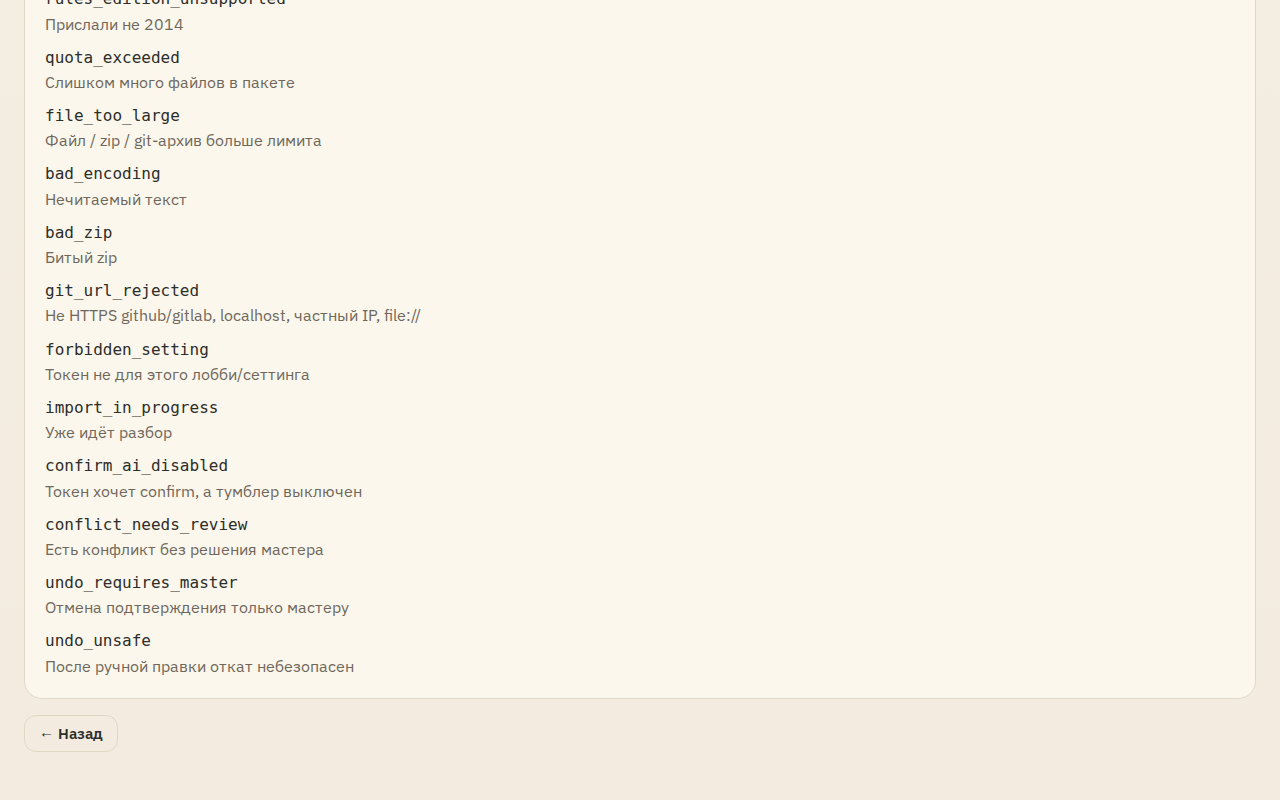 rules_edition_unsupported
Прислали не 2014
quota_exceeded
Слишком много файлов в пакете
file_too_large
Файл / zip / git-архив больше лимита
bad_encoding
Нечитаемый текст
bad_zip
Битый zip
git_url_rejected
Не HTTPS github/gitlab, localhost, частный IP, file://
forbidden_setting
Токен не для этого лобби/сеттинга
import_in_progress
Уже идёт разбор
confirm_ai_disabled
Токен хочет confirm, а тумблер выключен
conflict_needs_review
Есть конфликт без решения мастера
undo_requires_master
Отмена подтверждения только мастеру
undo_unsafe
После ручной правки откат небезопасен
← Назад